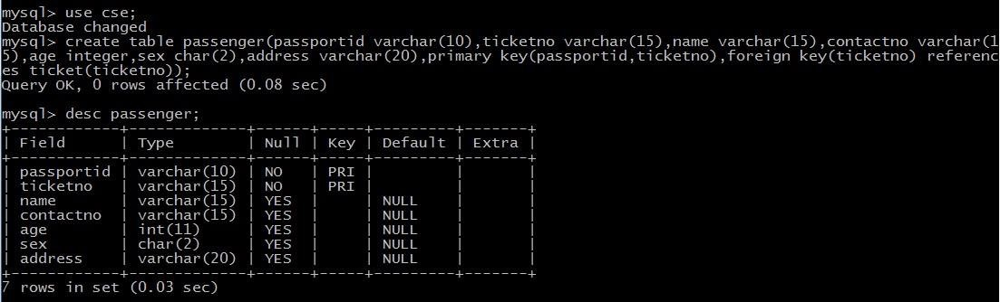 mysql> use cse;
Database changed
mysql> create table passenger(passportid varchar(10),ticketno varchar(15),name varchar(15),contactno varchar(1
5),age integer,sex char(2),address varchar(20),primary key(passportid,ticketno),foreign key(ticketno) referenc
es ticket(ticketno));
Query OK, 0 rows affected (0.08 sec)

mysql> desc passenger;
+------------+-------------+------+-----+---------+-------+
| Field      | Type        | Null | Key | Default | Extra |
+------------+-------------+------+-----+---------+-------+
| passportid | varchar(10) | NO   | PRI |         |       |
| ticketno   | varchar(15) | NO   | PRI |         |       |
| name       | varchar(15) | YES  |     | NULL    |       |
| contactno  | varchar(15) | YES  |     | NULL    |       |
| age        | int(11)     | YES  |     | NULL    |       |
| sex        | char(2)     | YES  |     | NULL    |       |
| address    | varchar(20) | YES  |     | NULL    |       |
+------------+-------------+------+-----+---------+-------+
7 rows in set (0.03 sec)